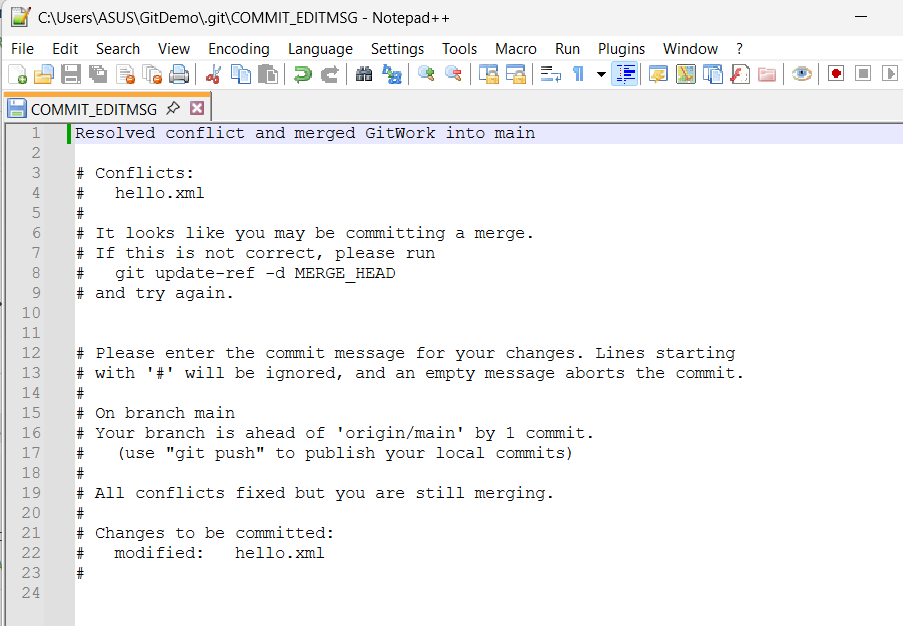 C:\Users\ASUS\GitDemo\.git\COMMIT_EDITMSG - Notepad++
File Edit Search View Encoding Language Settings Tools Macro Run Plugins Window ?
COMMIT_EDITMSG
1 Resolved conflict and merged GitWork into main
2
3 # Conflicts:
4 #   hello.xml
5 #
6 # It looks like you may be committing a merge.
7 # If this is not correct, please run
8 #   git update-ref -d MERGE_HEAD
9 # and try again.
10
11
12 # Please enter the commit message for your changes. Lines starting
13 # with '#' will be ignored, and an empty message aborts the commit.
14 #
15 # On branch main
16 # Your branch is ahead of 'origin/main' by 1 commit.
17 #   (use "git push" to publish your local commits)
18 #
19 # All conflicts fixed but you are still merging.
20 #
21 # Changes to be committed:
22 #   modified:   hello.xml
23 #
24